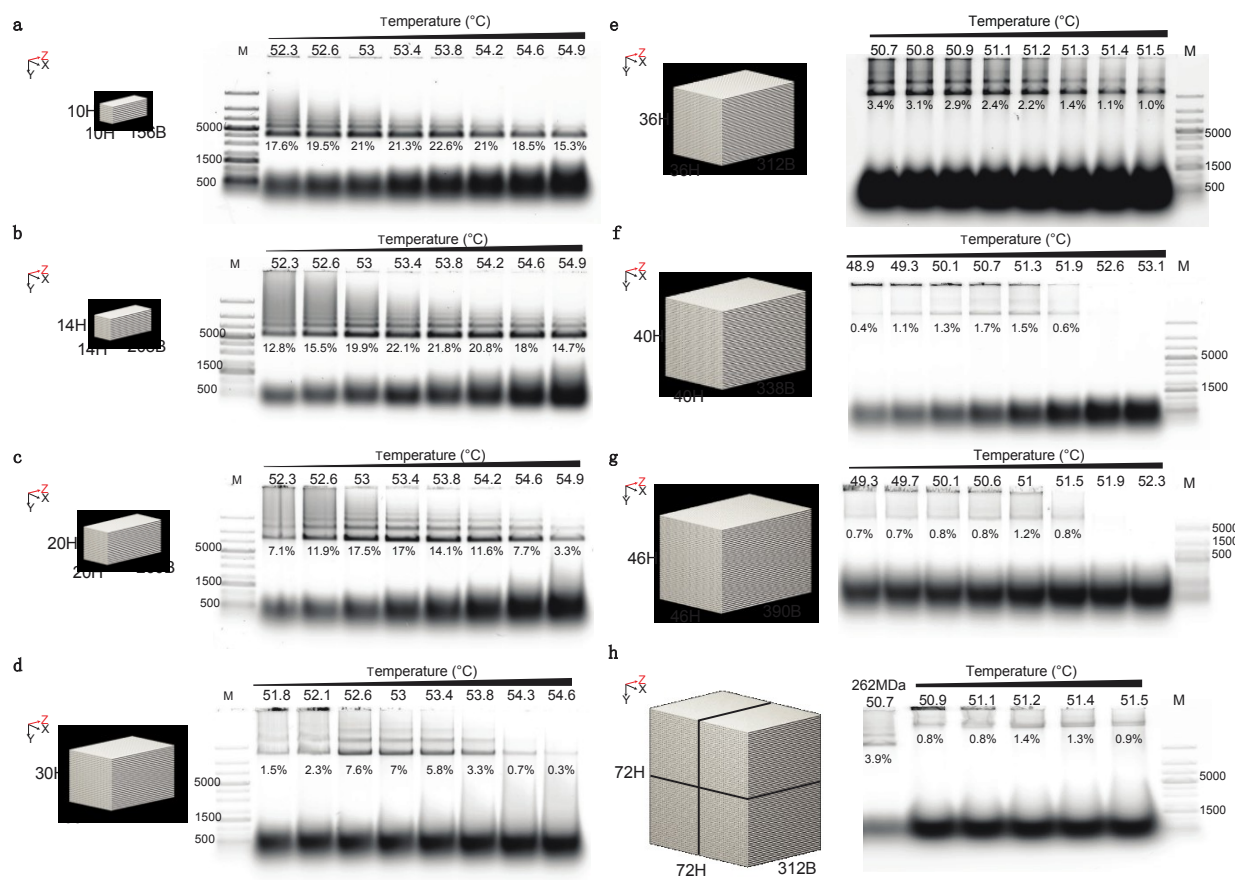 a
Temperature (°C)
Z
X
Y
M
52.3 52.6 53 53.4 53.8 54.2 54.6 54.9
10H
10H 156B
5000
1500
500
17.6% 19.5% 21% 21.3% 22.6% 21% 18.5% 15.3%
b
Temperature (°C)
Z
X
Y
M
52.3 52.6 53 53.4 53.8 54.2 54.6 54.9
14H
14H
5000
1500
500
12.8% 15.5% 19.9% 22.1% 21.8% 20.8% 18% 14.7%
c
Temperature (°C)
Z
X
Y
M
52.3 52.6 53 53.4 53.8 54.2 54.6 54.9
20H
20H
5000
1500
500
7.1% 11.9% 17.5% 17% 14.1% 11.6% 7.7% 3.3%
d
Temperature (°C)
Z
X
Y
M
51.8 52.1 52.6 53 53.4 53.8 54.3 54.6
30H
5000
1500
500
1.5% 2.3% 7.6% 7% 5.8% 3.3% 0.7% 0.3%
e
Temperature (°C)
Z
X
Y
50.7 50.8 50.9 51.1 51.2 51.3 51.4 51.5 M
36H
36H 312B
3.4% 3.1% 2.9% 2.4% 2.2% 1.4% 1.1% 1.0%
5000
1500
500
f
Temperature (°C)
Z
X
Y
48.9 49.3 50.1 50.7 51.3 51.9 52.6 53.1 M
40H
40H 338B
0.4% 1.1% 1.3% 1.7% 1.5% 0.6%
5000
1500
g
Temperature (°C)
Z
X
Y
49.3 49.7 50.1 50.6 51 51.5 51.9 52.3 M
46H
46H 390B
0.7% 0.7% 0.8% 0.8% 1.2% 0.8%
5000
1500
500
h
Temperature (°C)
Z
X
Y
262MDa
50.7 50.9 51.1 51.2 51.4 51.5 M
72H
72H 312B
3.9% 0.8% 0.8% 1.4% 1.3% 0.9%
5000
1500